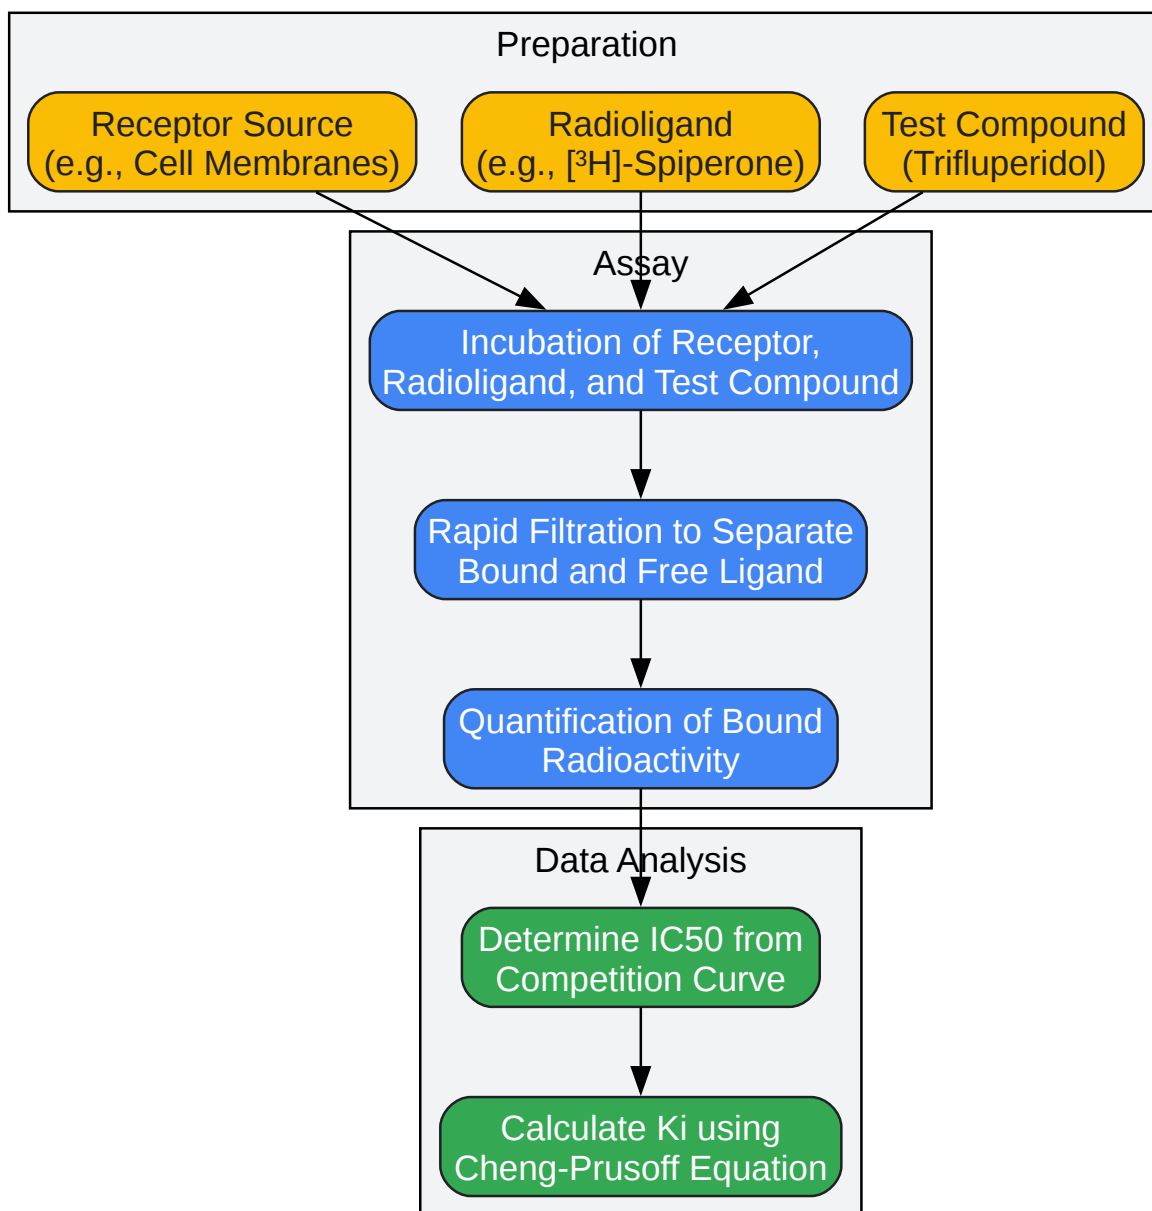 Preparation
Receptor Source
(e.g., Cell Membranes)
Radioligand
(e.g., [³H]-Spiperone)
Test Compound
(Trifluperidol)
Assay
Incubation of Receptor,
Radioligand, and Test Compound
Rapid Filtration to Separate
Bound and Free Ligand
Quantification of Bound
Radioactivity
Data Analysis
Determine IC50 from
Competition Curve
Calculate Ki using
Cheng-Prusoff Equation